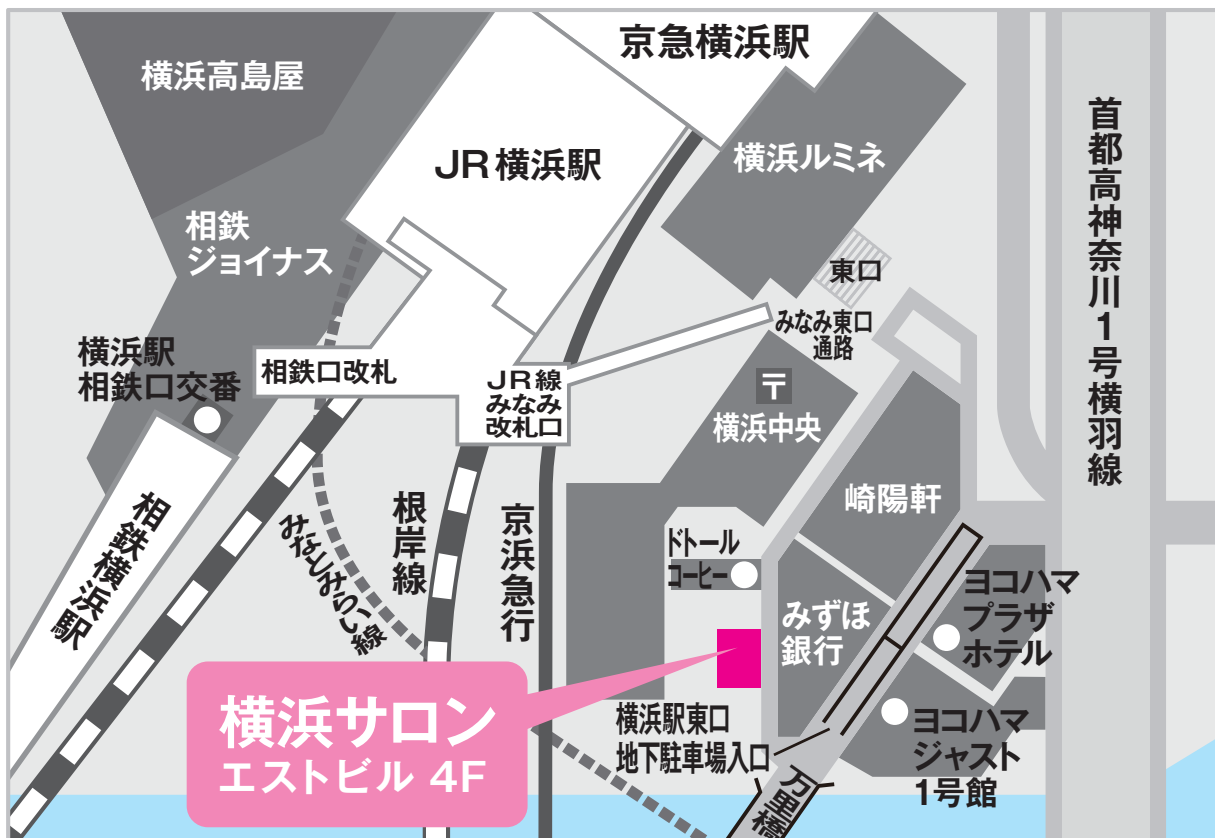 京急横浜駅
横浜高島屋
首都高神奈川1号横羽線
横浜ルミネ
JR横浜駅
相鉄
ジョイナス
東口
みなみ東口
通路
横浜駅
相鉄口交番
相鉄口改札
JR線
みなみ
改札口
〒
横浜中央
崎陽軒
相鉄横浜駅
みなとみらい線
根岸線
京浜急行
ドトール
コーヒー
ヨコハマ
プラザ
ホテル
みずほ
銀行
横浜サロン
エストビル 4F
横浜駅東口
地下駐車場入口
ヨコハマ
ジャスト
1号館
万里橋